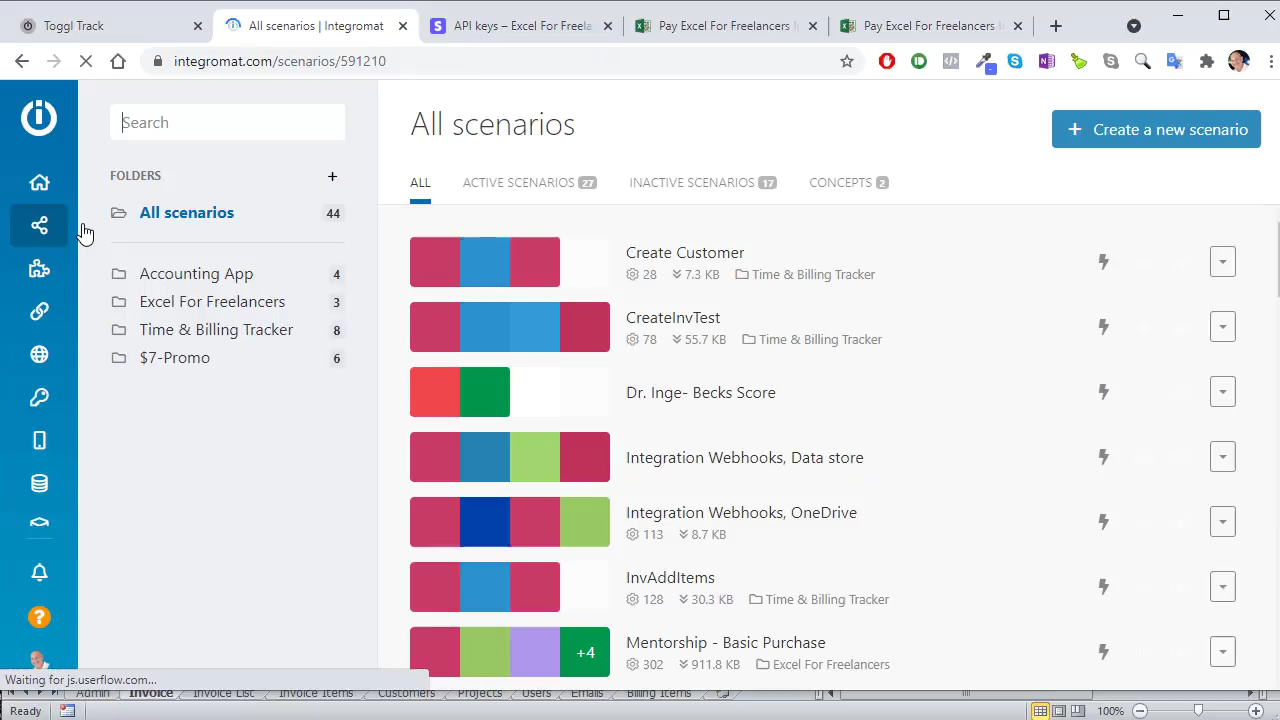 Toggl Track
All scenarios | Integromat
API keys – Excel For Freela
Pay Excel For Freelancers I
Pay Excel For Freelancers
integromat.com/scenarios/591210
Search
FOLDERS
All scenarios 44
Accounting App 4
Excel For Freelancers 3
Time & Billing Tracker 8
$7-Promo 6
All scenarios
Create a new scenario
ALL ACTIVE SCENARIOS 27 INACTIVE SCENARIOS 17 CONCEPTS 2
Create Customer
28 7.3 KB Time & Billing Tracker
CreateInvTest
78 55.7 KB Time & Billing Tracker
Dr. Inge- Becks Score
Integration Webhooks, Data store
Integration Webhooks, OneDrive
113 8.7 KB
InvAddItems
128 30.3 KB Time & Billing Tracker
+4
Mentorship - Basic Purchase
302 911.8 KB Excel For Freelancers
Waiting for js.userflow.com...
Admin Invoice Invoice List Invoice Items Customers Projects Users Emails Billing Items
Ready
100%